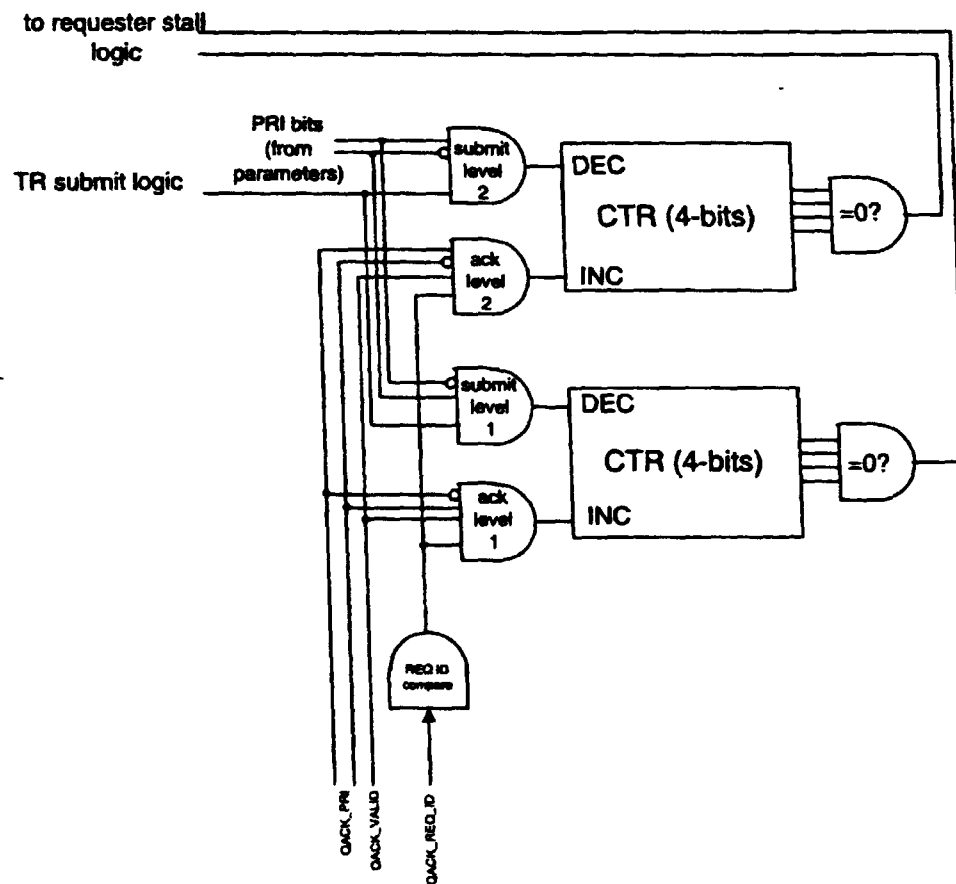 to requester stall
logic
PRI bits
(from
parameters)
TR submit logic
submit
level
2
DEC
CTR (4-bits)
INC
=0?
ack
level
2
submit
level
1
DEC
CTR (4-bits)
INC
=0?
ack
level
1
REQ ID
compare
QACK_PRI
QACK_VALID
QACK_REQ_ID